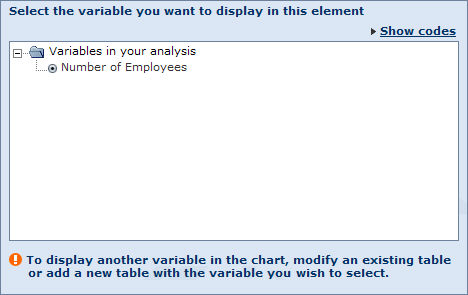 Select the variable you want to display in this element
Show codes
Variables in your analysis
Number of Employees
To display another variable in the chart, modify an existing table
or add a new table with the variable you wish to select.